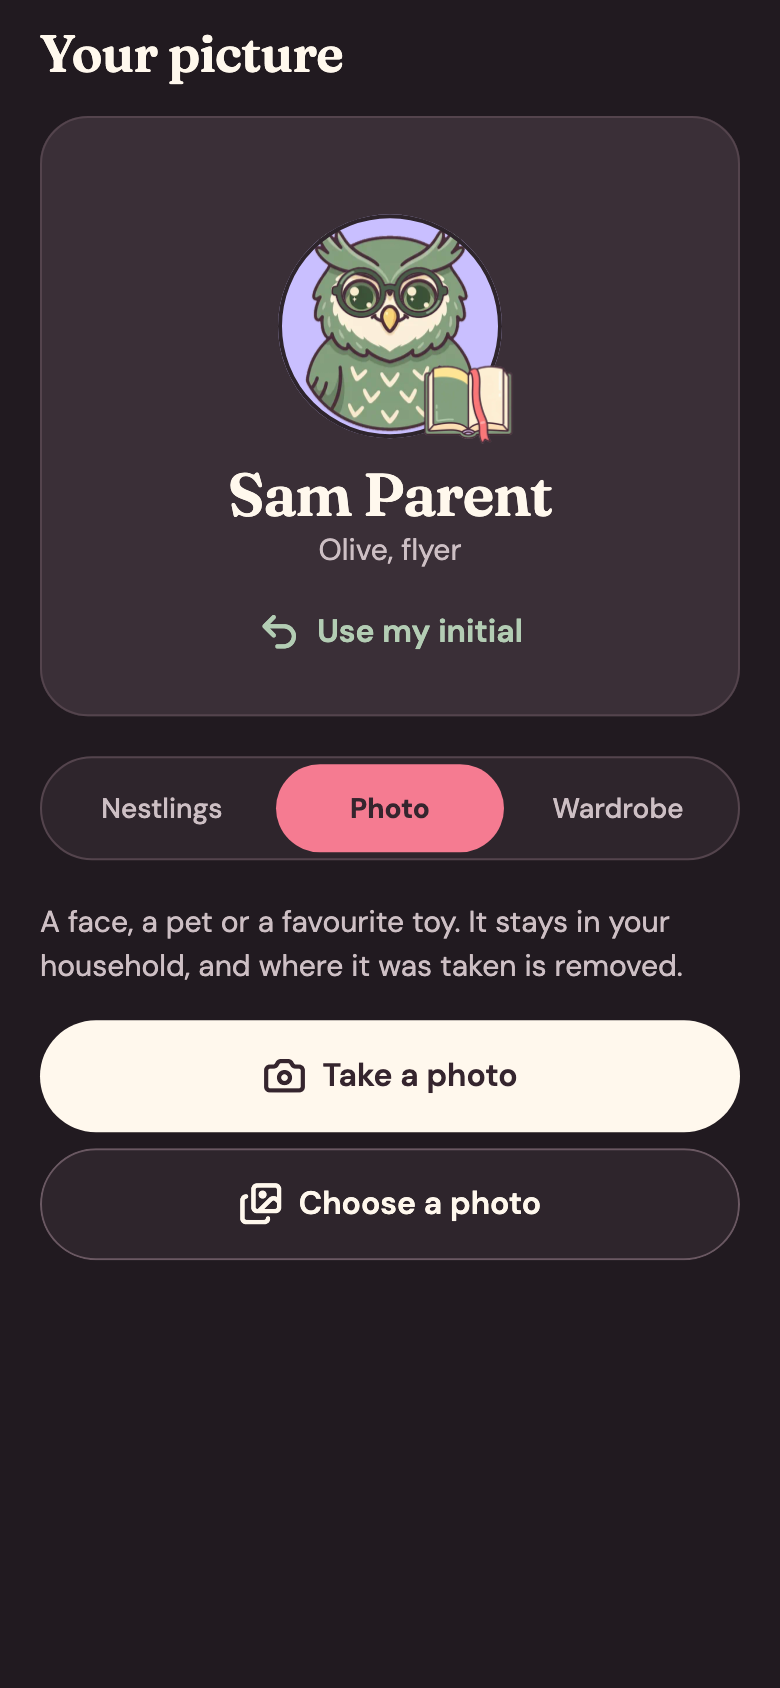 Your picture
Sam Parent
Olive, flyer
Use my initial
Nestlings
Photo
Wardrobe
A face, a pet or a favourite toy. It stays in your
household, and where it was taken is removed.
Take a photo
Choose a photo